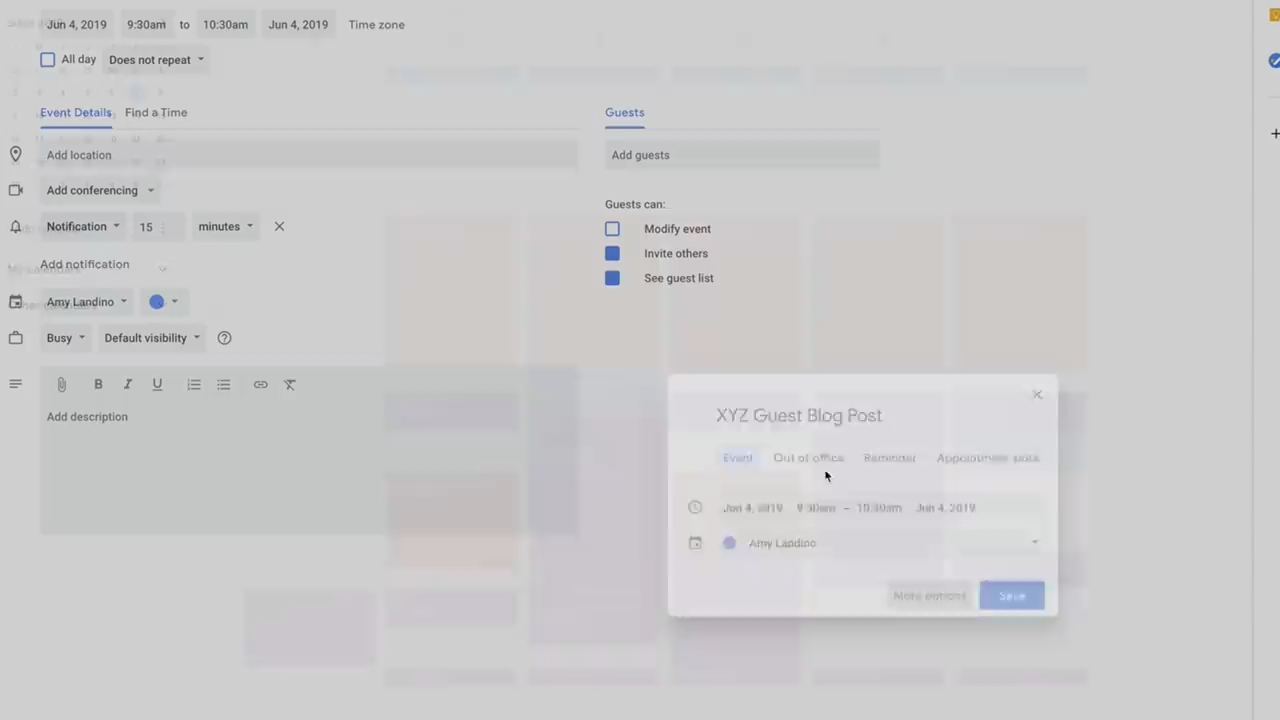 Jun 4, 2019 9:30am to 10:30am Jun 4, 2019 Time zone
All day Does not repeat
Event Details Find a Time
Guests
Add location
Add guests
Add conferencing
Notification 15 minutes
Add notification
Amy Landino
Busy Default visibility
Guests can:
Modify event
Invite others
See guest list
B I U
Add description
XYZ Guest Blog Post
Event Out of office Reminder Appointment slots
Jun 4, 2019 9:30am – 10:30am Jun 4, 2019
Amy Landino
More options Save